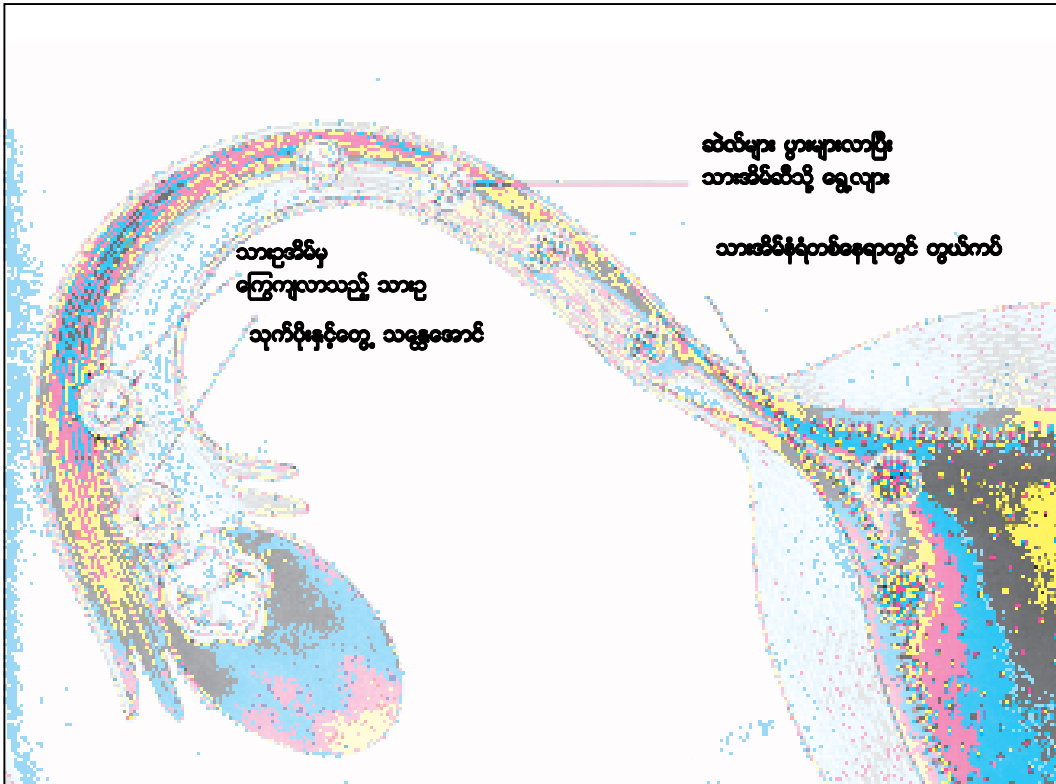 ဆဲလ်များ ပွားများလာပြီး
သားအိမ်ဆီသို့ ရွေ့လျား
သားအိမ်နံရံတစ်နေရာတွင် တွယ်ကပ်
သားဥအိမ်မှ
ကြွေကျလာသည့် သားဥ
သုက်ပိုးနှင့်တွေ့ သန္ဓေအောင်